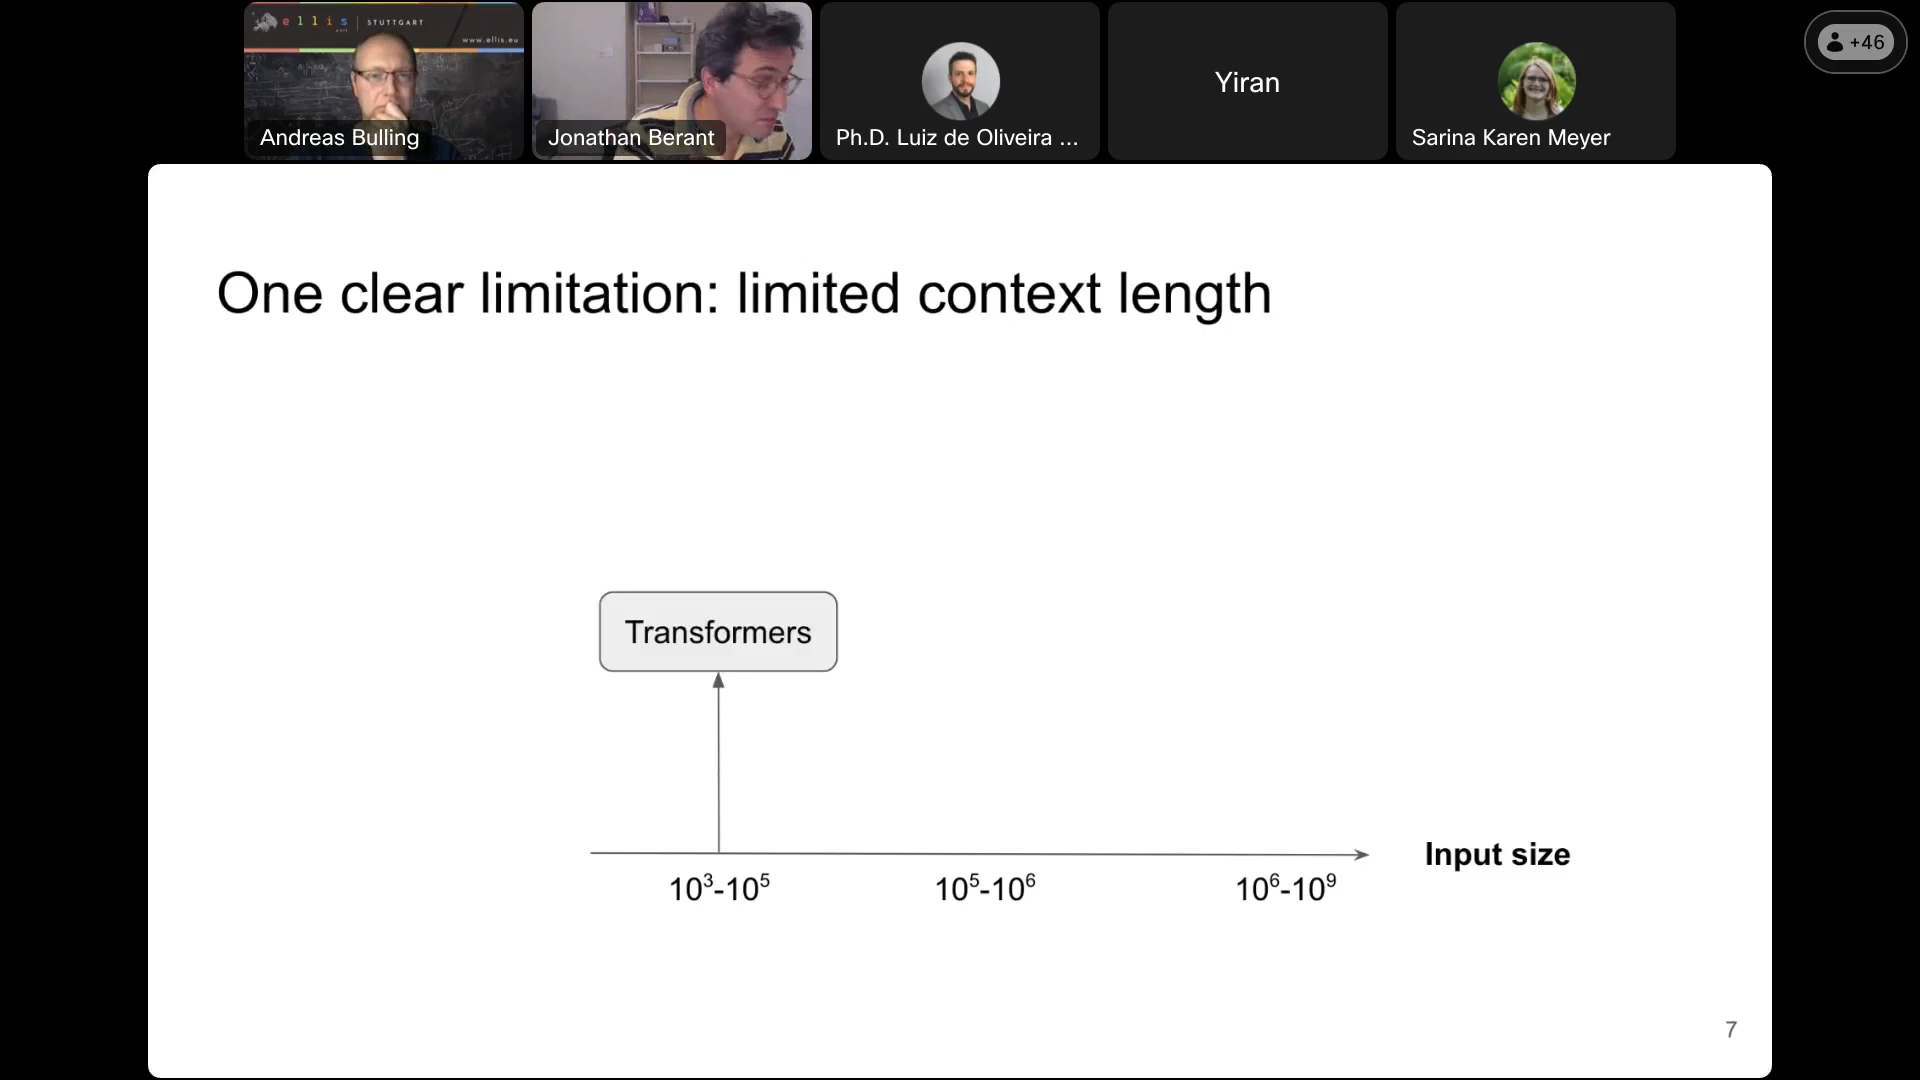 ellis
STUTTGART
www.ellis.eu
Andreas Bulling
Jonathan Berant
Ph.D. Luiz de Oliveira ...
Yiran
Sarina Karen Meyer
+46
One clear limitation: limited context length
Transformers
Input size
10³-10⁵
10⁵-10⁶
10⁶-10⁹
7